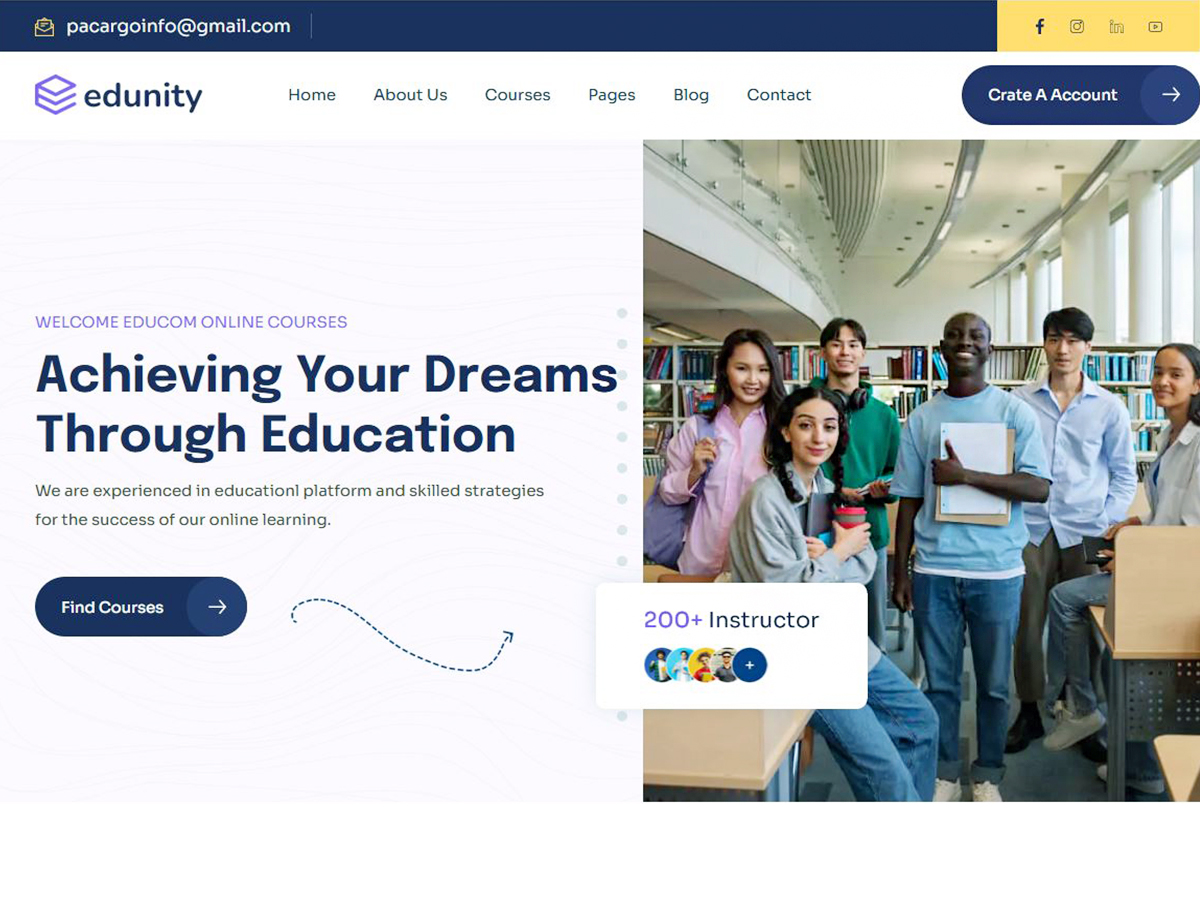 pacargoinfo@gmail.com
edunity
Home About Us Courses Pages Blog Contact
Crate A Account
WELCOME EDUCOM ONLINE COURSES
Achieving Your Dreams
Through Education
We are experienced in educationl platform and skilled strategies
for the success of our online learning.
Find Courses
200+ Instructor
+